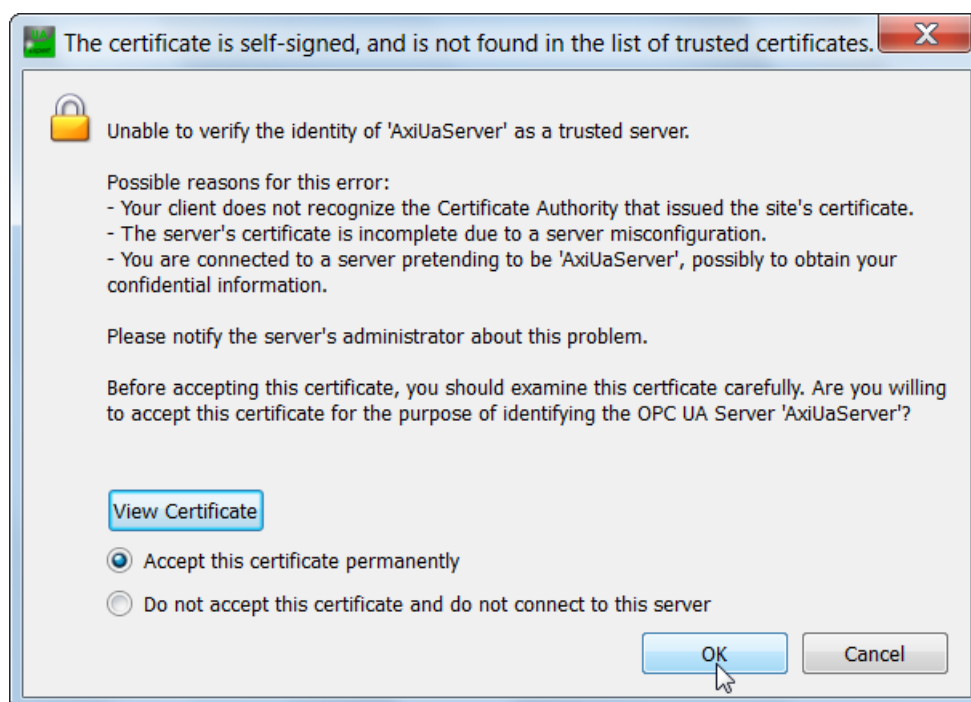 The certificate is self-signed, and is not found in the list of trusted certificates.
Unable to verify the identity of 'AxiUaServer' as a trusted server.
Possible reasons for this error:
- Your client does not recognize the Certificate Authority that issued the site's certificate.
- The server's certificate is incomplete due to a server misconfiguration.
- You are connected to a server pretending to be 'AxiUaServer', possibly to obtain your
confidential information.
Please notify the server's administrator about this problem.
Before accepting this certificate, you should examine this certficate carefully. Are you willing
to accept this certificate for the purpose of identifying the OPC UA Server 'AxiUaServer'?
View Certificate
Accept this certificate permanently
Do not accept this certificate and do not connect to this server
OK
Cancel